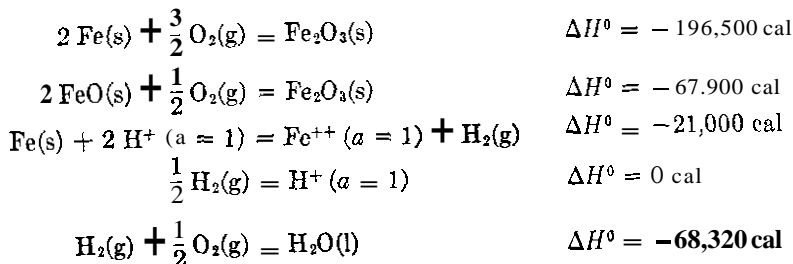 2 Fe(s) + 3/2 O₂(g) = Fe₂O₃(s) ΔH⁰ = − 196,500 cal
2 FeO(s) + 1/2 O₂(g) = Fe₂O₃(s) ΔH⁰ = − 67.900 cal
Fe(s) + 2 H⁺ (a = 1) = Fe⁺⁺ (a = 1) + H₂(g) ΔH⁰ = −21,000 cal
1/2 H₂(g) = H⁺ (a = 1) ΔH⁰ = 0 cal
H₂(g) + 1/2 O₂(g) = H₂O(l) ΔH⁰ = −68,320 cal